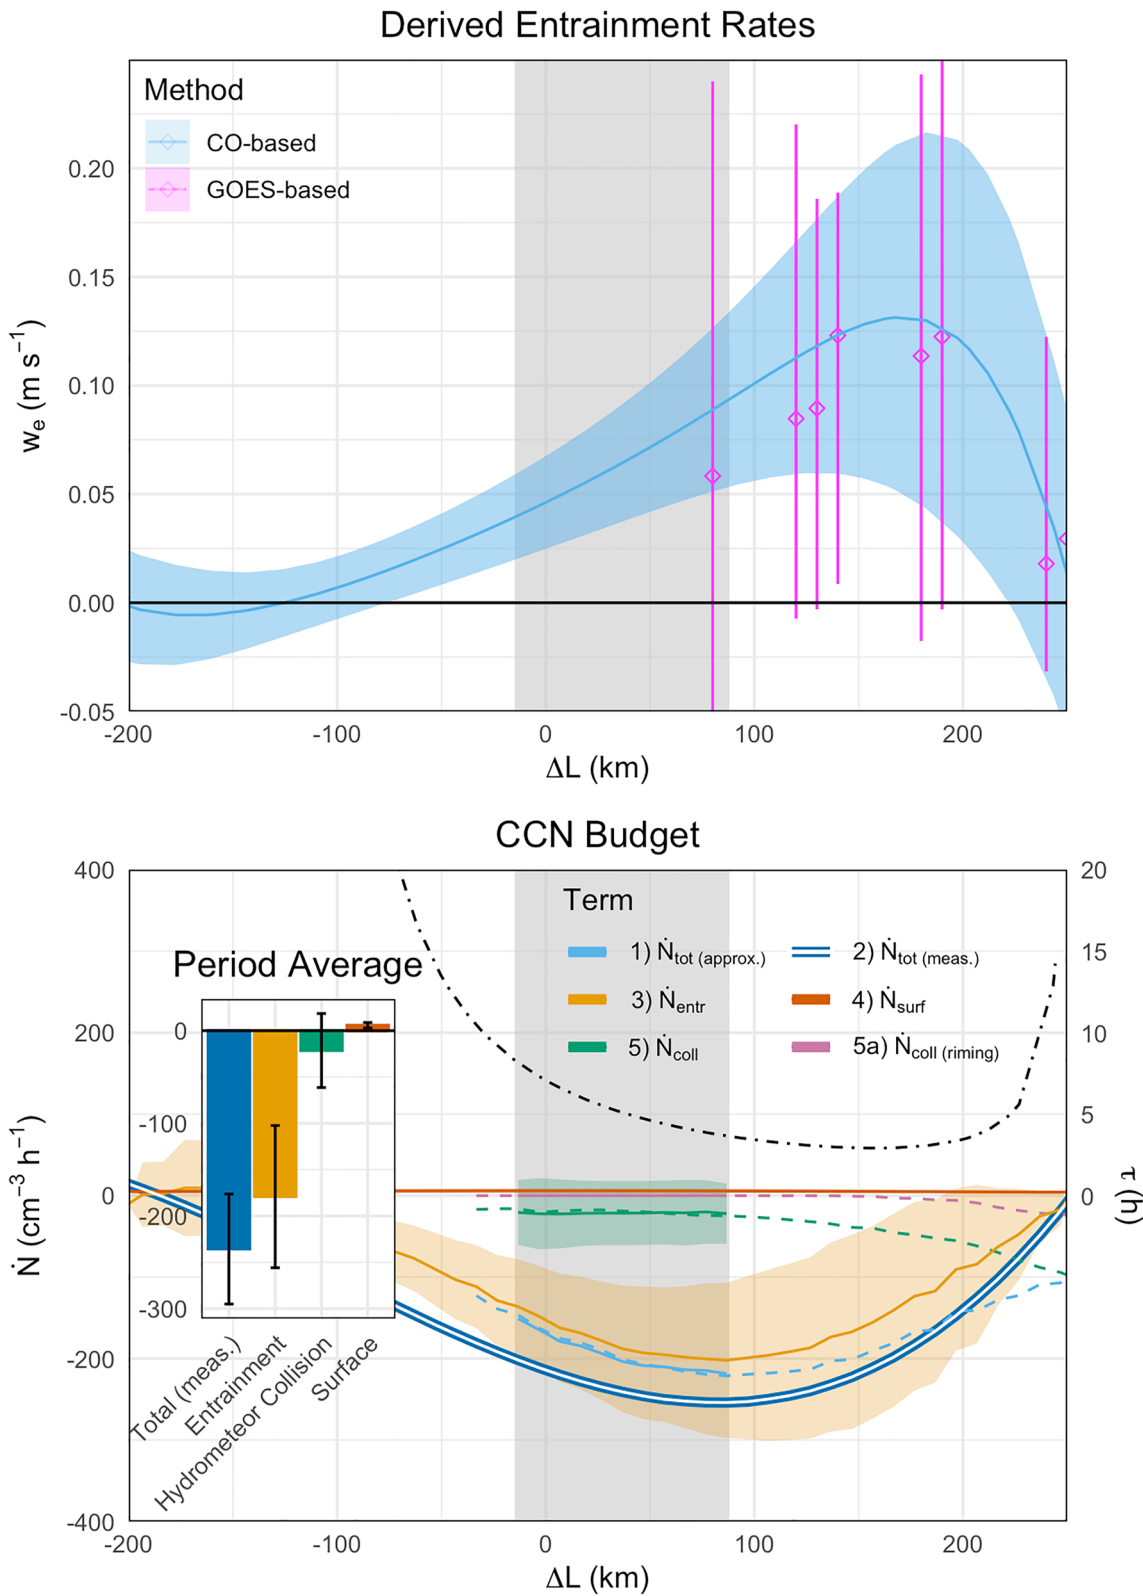 Derived Entrainment Rates
Method
CO-based
GOES-based
0.20
0.15
0.10
0.05
0.00
-0.05
wₑ (m s⁻¹)
-200 -100 0 100 200
ΔL (km)
CCN Budget
400
200
0
-200
-400
Ṅ (cm⁻³ h⁻¹)
20
15
10
5
0
τ (h)
Term
1) Ṅtot (approx.) 2) Ṅtot (meas.)
3) Ṅentr 4) Ṅsurf
5) Ṅcoll 5a) Ṅcoll (riming)
Period Average
0
-100
-200
-300
Total (meas.)
Entrainment
Hydrometeor Collision
Surface
-200 -100 0 100 200
ΔL (km)